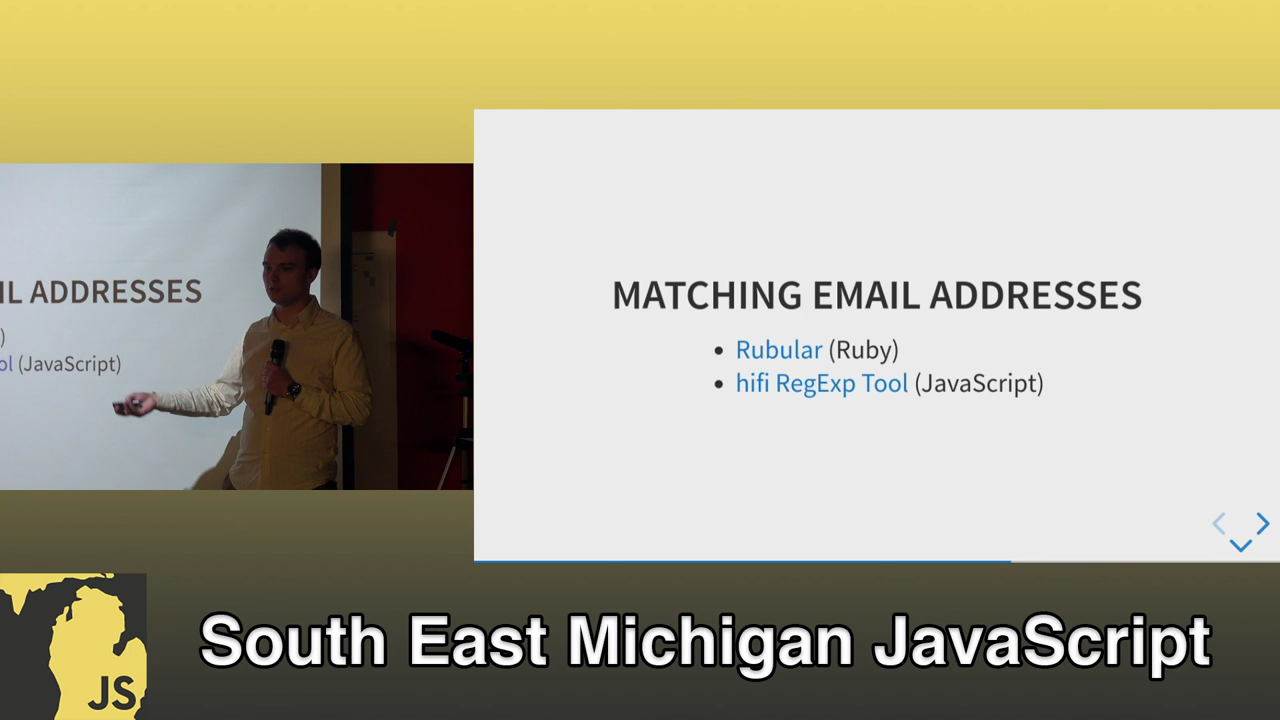 IL ADDRESSES
)
ol (JavaScript)
MATCHING EMAIL ADDRESSES
Rubular (Ruby)
hifi RegExp Tool (JavaScript)
JS
South East Michigan JavaScript